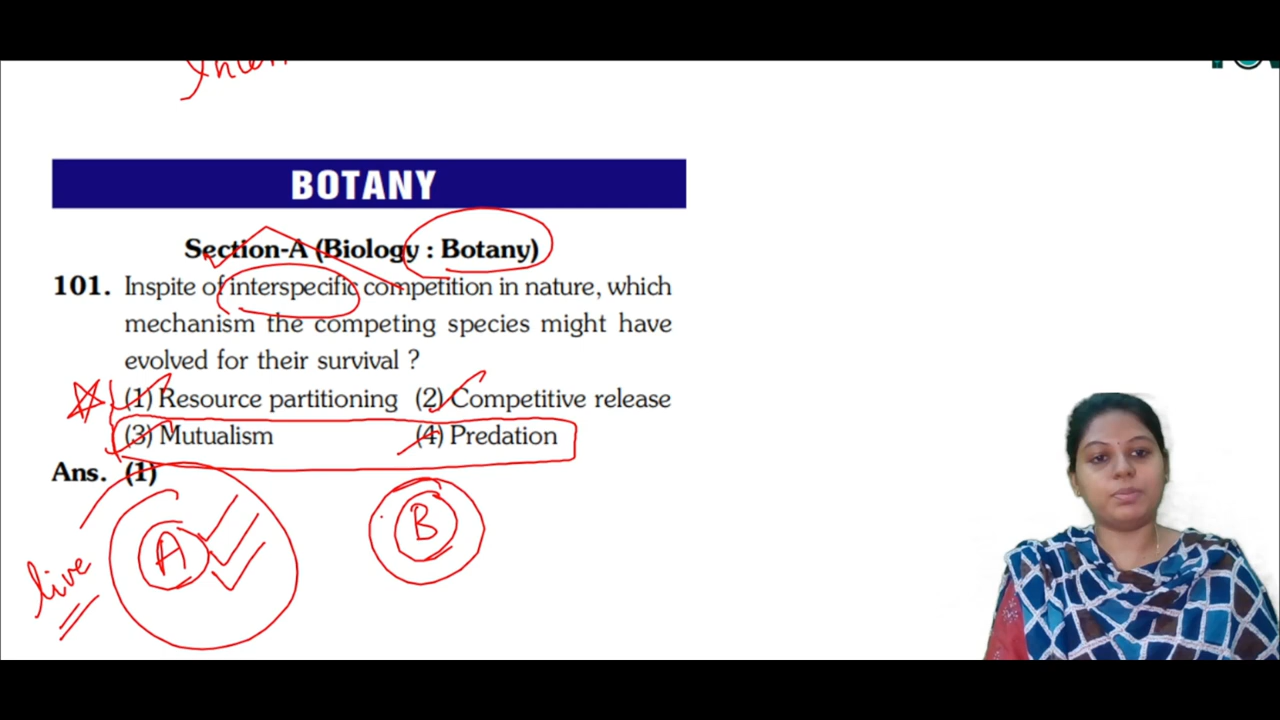 BOTANY
Section-A (Biology : Botany)
101. Inspite of interspecific competition in nature, which
mechanism the competing species might have
evolved for their survival ?
(1) Resource partitioning (2) Competitive release
(3) Mutualism (4) Predation
Ans. (1)
A B
live